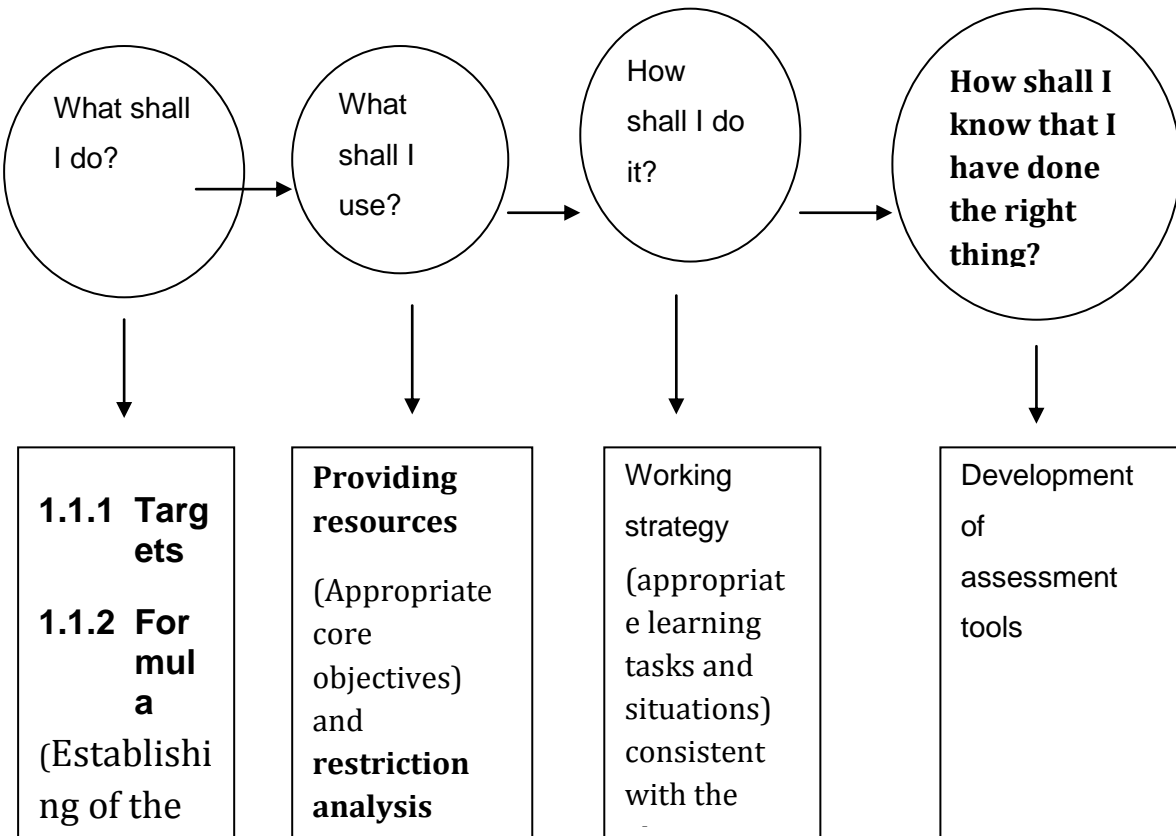 What shall
I do?
What
shall I
use?
How
shall I do
it?
How shall I
know that I
have done
the right
thing?
1.1.1 Targ
ets
1.1.2 For
mul
a
(Establishi
ng of the
Providing
resources
(Appropriate
core
objectives)
and
restriction
analysis
Working
strategy
(appropriat
e learning
tasks and
situations)
consistent
with the
Development
of
assessment
tools